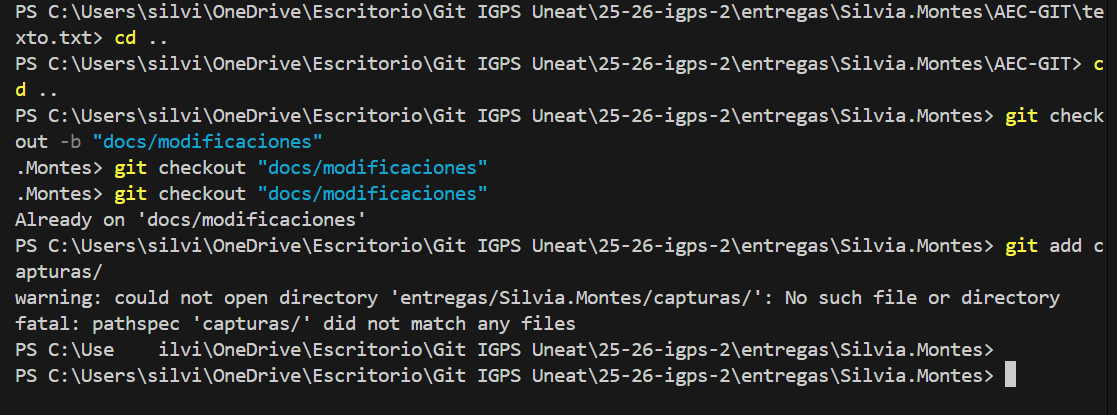 PS C:\Users\silvi\OneDrive\Escritorio\Git IGPS Uneat\25-26-igps-2\entregas\Silvia.Montes\AEC-GIT\te
xto.txt> cd ..
PS C:\Users\silvi\OneDrive\Escritorio\Git IGPS Uneat\25-26-igps-2\entregas\Silvia.Montes\AEC-GIT> c
d ..
PS C:\Users\silvi\OneDrive\Escritorio\Git IGPS Uneat\25-26-igps-2\entregas\Silvia.Montes> git check
out -b "docs/modificaciones"
.Montes> git checkout "docs/modificaciones"
.Montes> git checkout "docs/modificaciones"
Already on 'docs/modificaciones'
PS C:\Users\silvi\OneDrive\Escritorio\Git IGPS Uneat\25-26-igps-2\entregas\Silvia.Montes> git add c
apturas/
warning: could not open directory 'entregas/Silvia.Montes/capturas/': No such file or directory
fatal: pathspec 'capturas/' did not match any files
PS C:\Use    ilvi\OneDrive\Escritorio\Git IGPS Uneat\25-26-igps-2\entregas\Silvia.Montes>
PS C:\Users\silvi\OneDrive\Escritorio\Git IGPS Uneat\25-26-igps-2\entregas\Silvia.Montes>